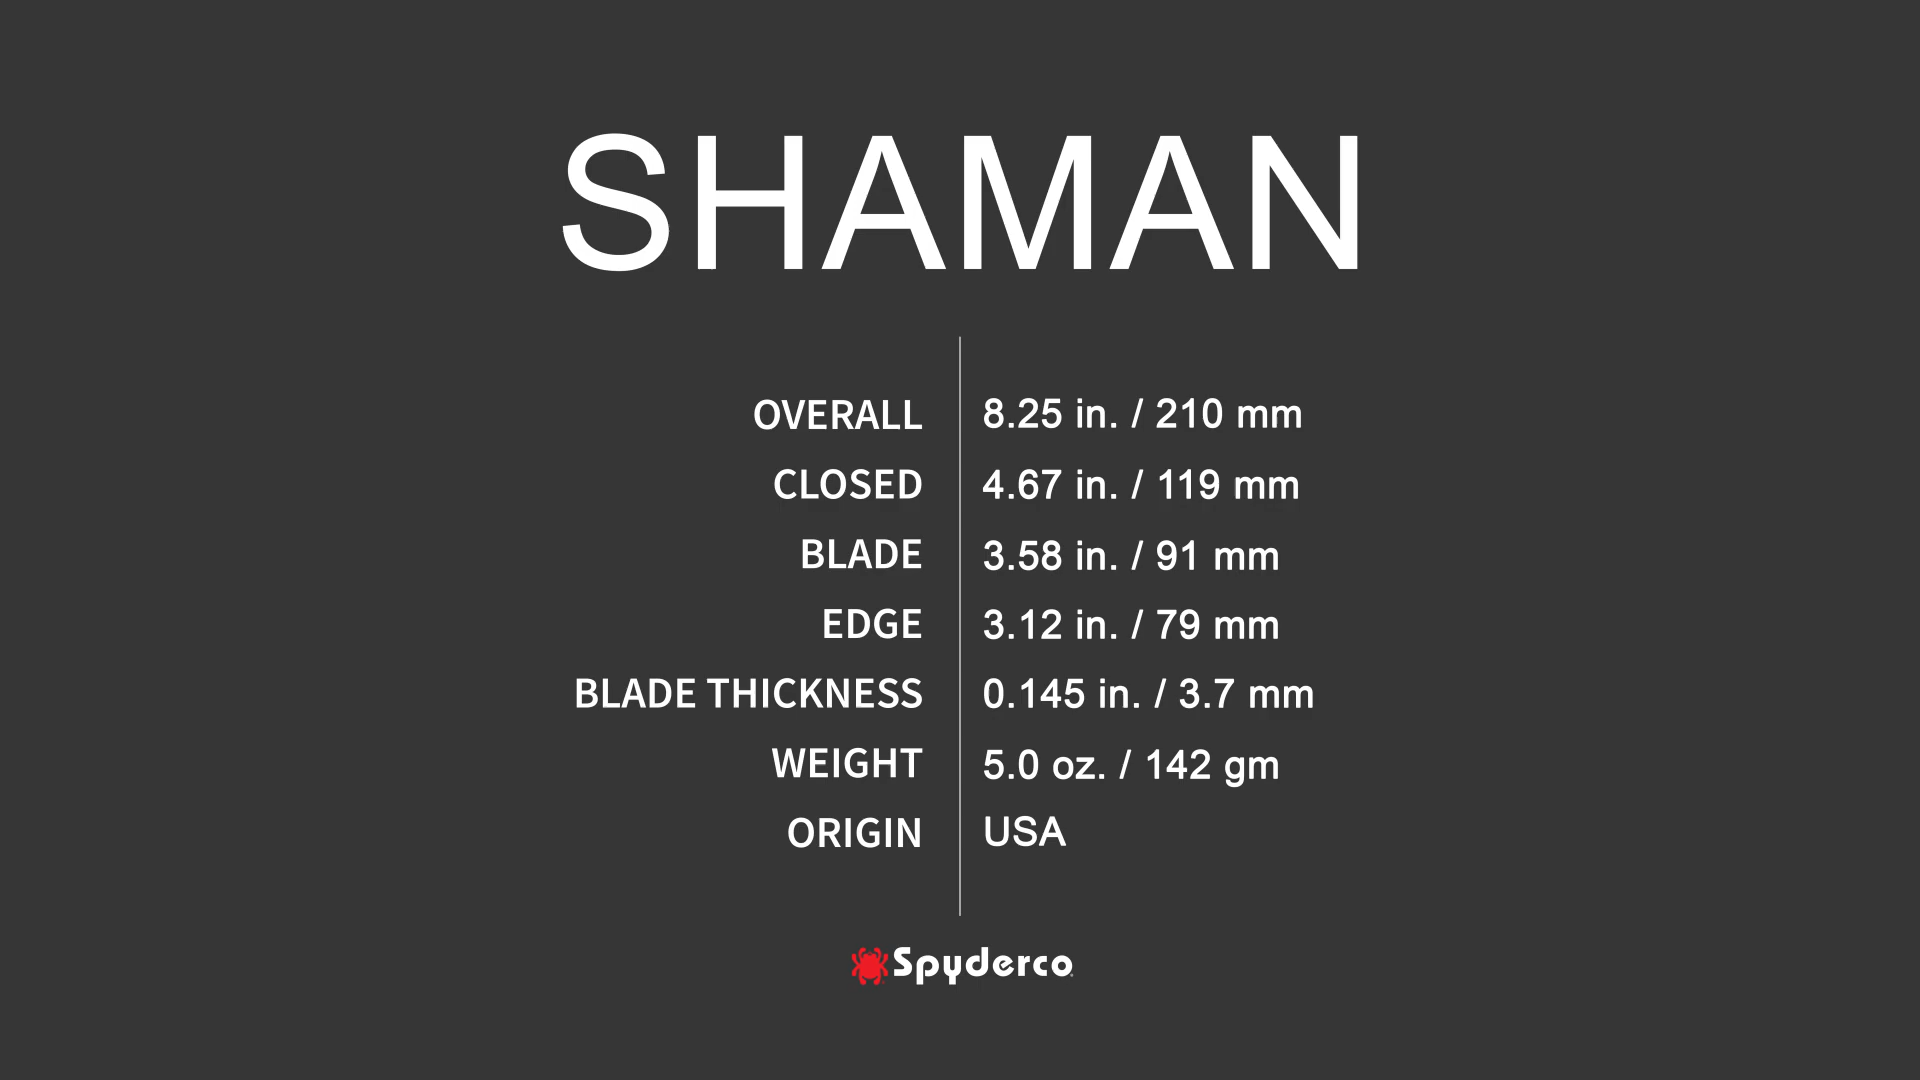 SHAMAN
OVERALL 8.25 in. / 210 mm
CLOSED 4.67 in. / 119 mm
BLADE 3.58 in. / 91 mm
EDGE 3.12 in. / 79 mm
BLADE THICKNESS 0.145 in. / 3.7 mm
WEIGHT 5.0 oz. / 142 gm
ORIGIN USA
Spyderco